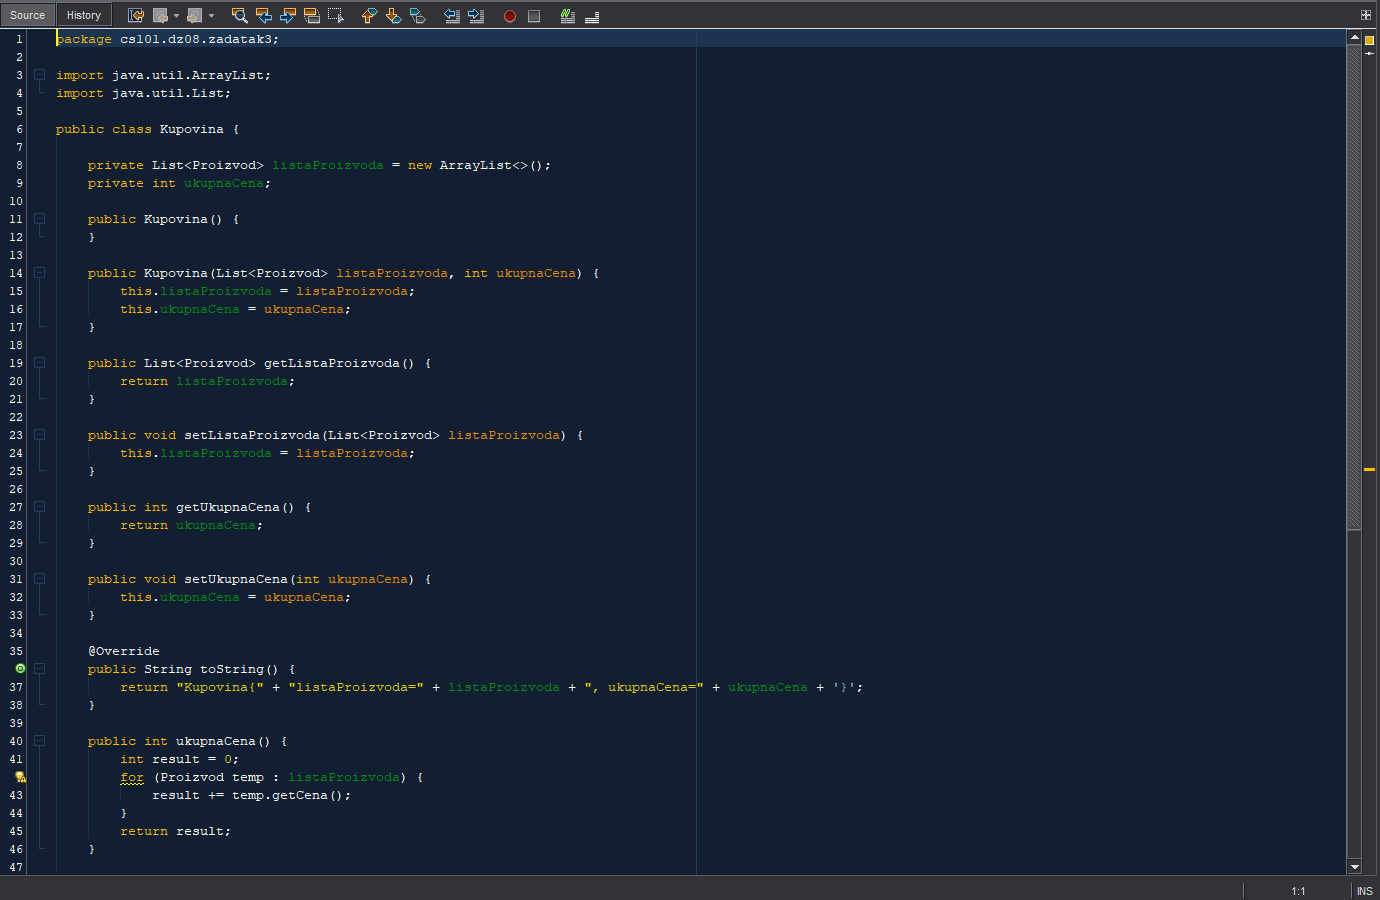 Source History
1 package cs101.dz08.zadatak3;
2
3 import java.util.ArrayList;
4 import java.util.List;
5
6 public class Kupovina {
7
8 private List<Proizvod> listaProizvoda = new ArrayList<>();
9 private int ukupnaCena;
10
11 public Kupovina() {
12 }
13
14 public Kupovina(List<Proizvod> listaProizvoda, int ukupnaCena) {
15 this.listaProizvoda = listaProizvoda;
16 this.ukupnaCena = ukupnaCena;
17 }
18
19 public List<Proizvod> getListaProizvoda() {
20 return listaProizvoda;
21 }
22
23 public void setListaProizvoda(List<Proizvod> listaProizvoda) {
24 this.listaProizvoda = listaProizvoda;
25 }
26
27 public int getUkupnaCena() {
28 return ukupnaCena;
29 }
30
31 public void setUkupnaCena(int ukupnaCena) {
32 this.ukupnaCena = ukupnaCena;
33 }
34
35 @Override
public String toString() {
37 return "Kupovina{" + "listaProizvoda=" + listaProizvoda + ", ukupnaCena=" + ukupnaCena + '}';
38 }
39
40 public int ukupnaCena() {
41 int result = 0;
for (Proizvod temp : listaProizvoda) {
43 result += temp.getCena();
44 }
45 return result;
46 }
47
1:1 INS